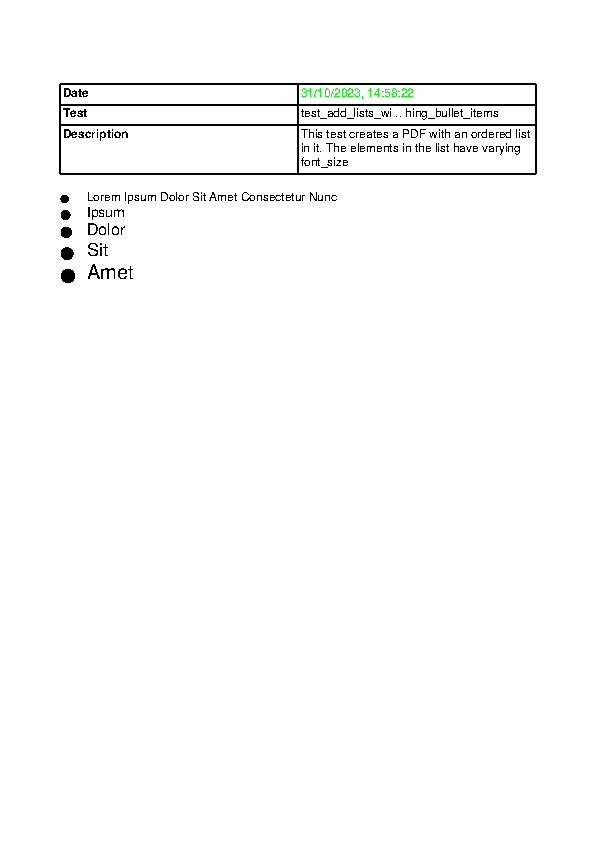 Date 31/10/2023, 14:58:22
Test test_add_lists_wi .. hing_bullet_items
Description This test creates a PDF with an ordered list
in it. The elements in the list have varying
font_size
● Lorem Ipsum Dolor Sit Amet Consectetur Nunc
● Ipsum
● Dolor
● Sit
● Amet